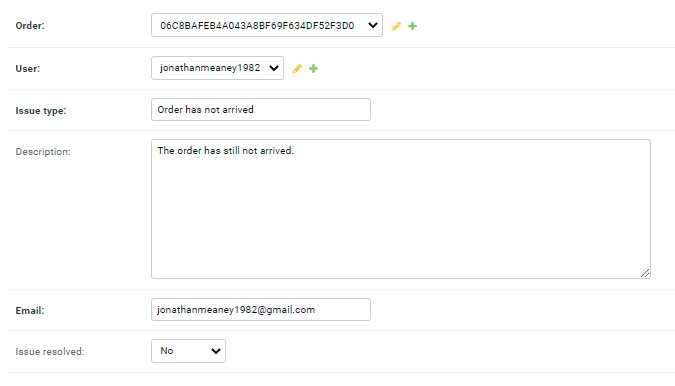 Order: 06C8BAFEB4A043A8BF69F634DF52F3D0
User: jonathanmeaney1982
Issue type: Order has not arrived
Description: The order has still not arrived.
Email: jonathanmeaney1982@gmail.com
Issue resolved: No